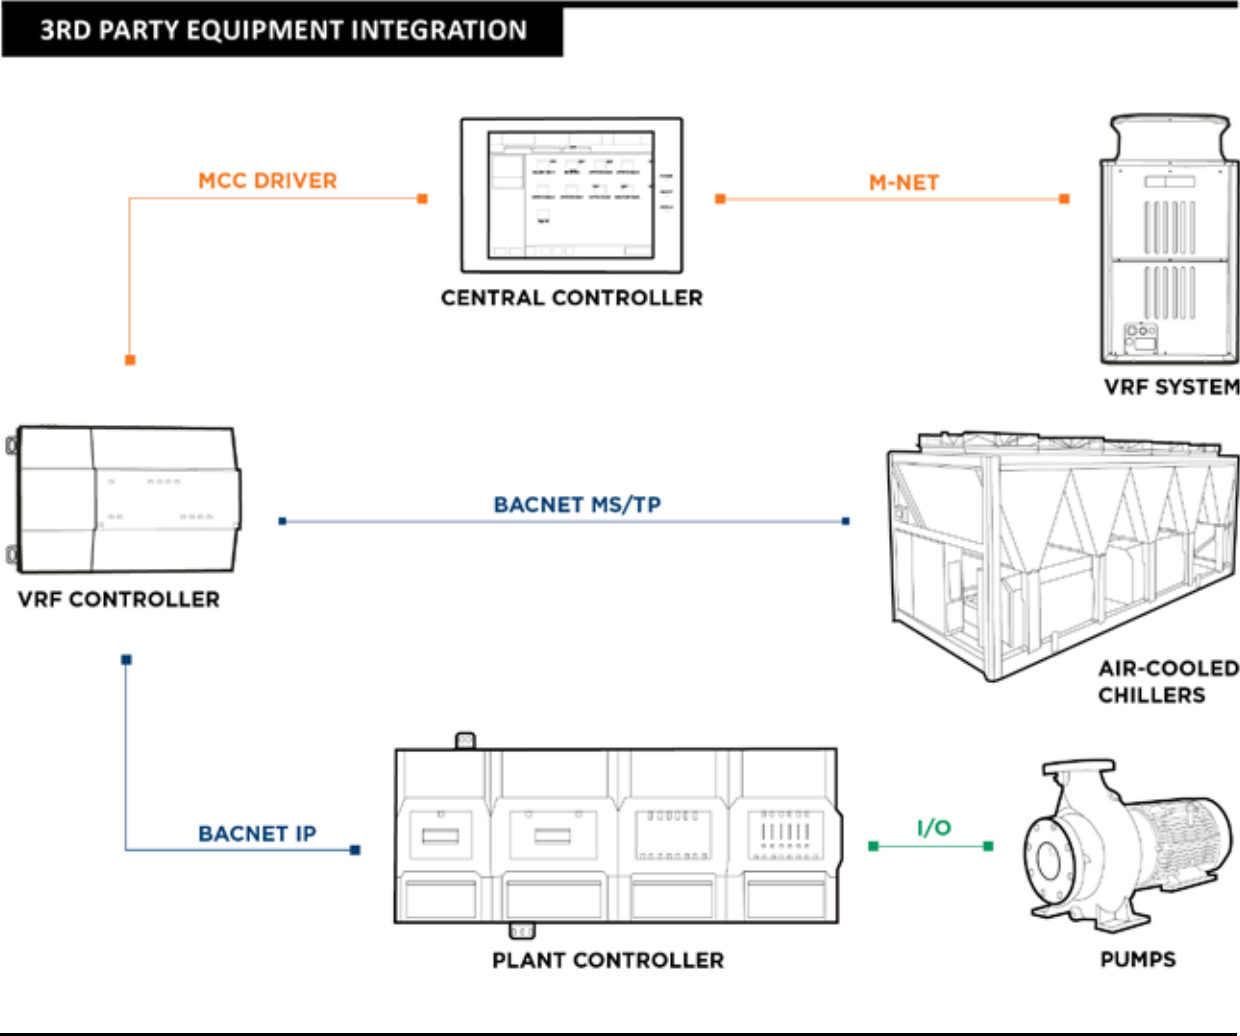 3RD PARTY EQUIPMENT INTEGRATION
MCC DRIVER
M-NET
CENTRAL CONTROLLER
VRF SYSTEM
BACNET MS/TP
VRF CONTROLLER
AIR-COOLED
CHILLERS
BACNET IP
I/O
PLANT CONTROLLER
PUMPS